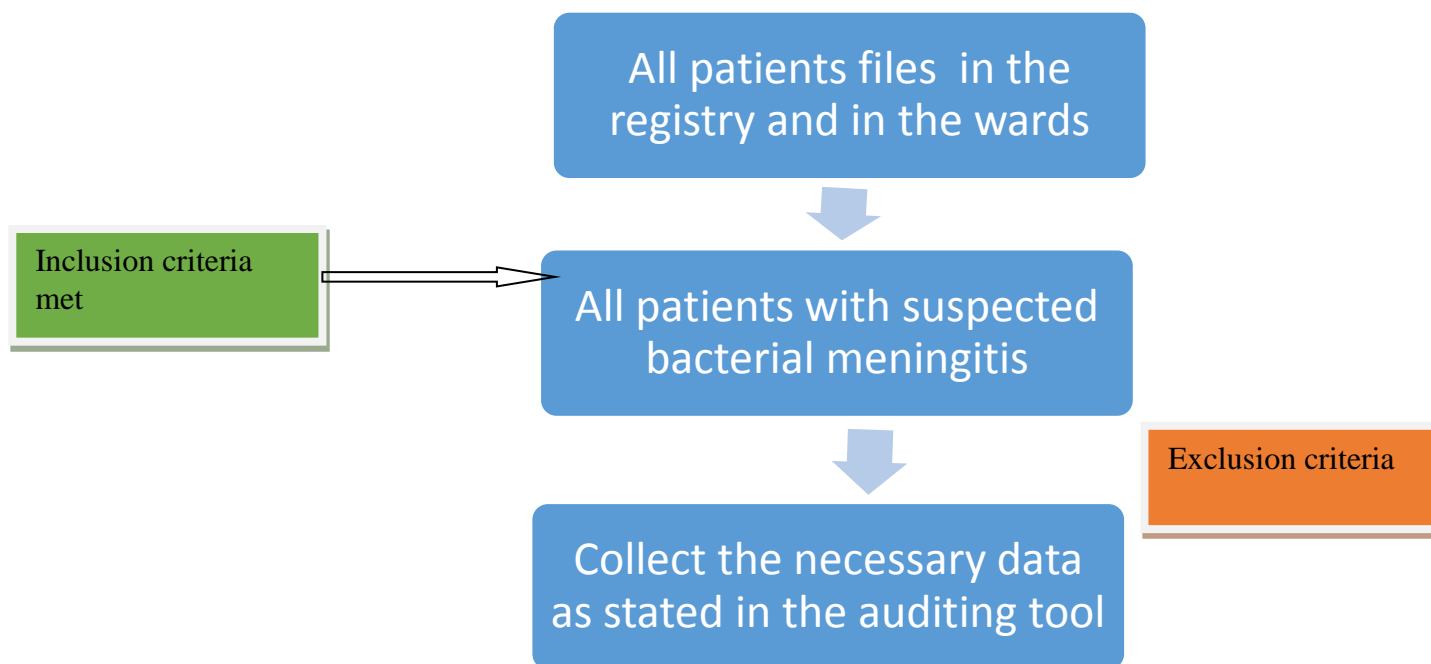 All patients files  in the
registry and in the wards
Inclusion criteria
met
All patients with suspected
bacterial meningitis
Exclusion criteria
Collect the necessary data
as stated in the auditing tool